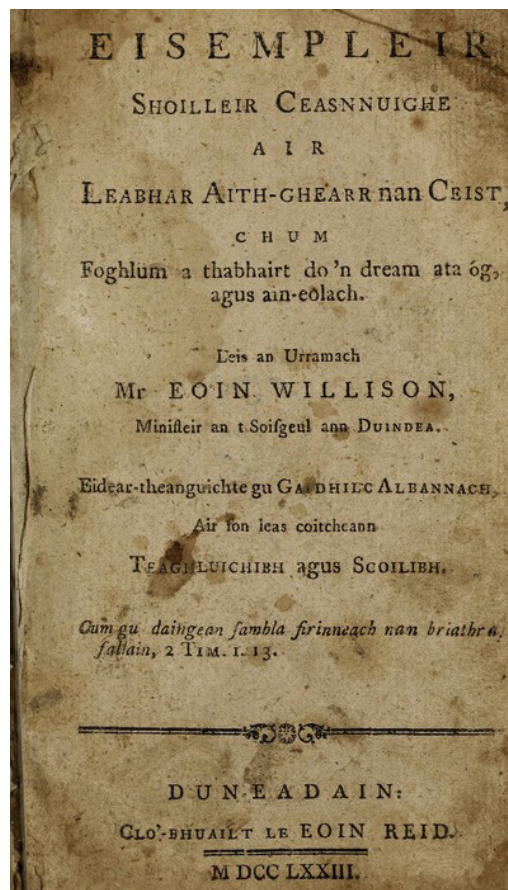 EISEMPLEIR
SHOILLEIR CEASNNUIGHE
AIR
LEABHAR AITH-GHEARR nan CEIST,
CHUM
Foghlum a thabhairt do 'n dream ata óg,
agus ain-eolach.
Leis an Urramach
Mr EOIN WILLISON,
Miniſteir an t Soiſgeul ann DUINDEA.
Eidear-theanguichte gu GAIDHILC ALBANNACH,
Air ſon leas coitcheann
TEAGHLUICHIBH agus SCOILIBH.
Cum gu daingean ſambla firinneach nan briathra,
fallain, 2 TIM. I. 13.
DUNEADAIN:
CLO'-BHUAILT LE EOIN REID.
M DCC LXXIII.